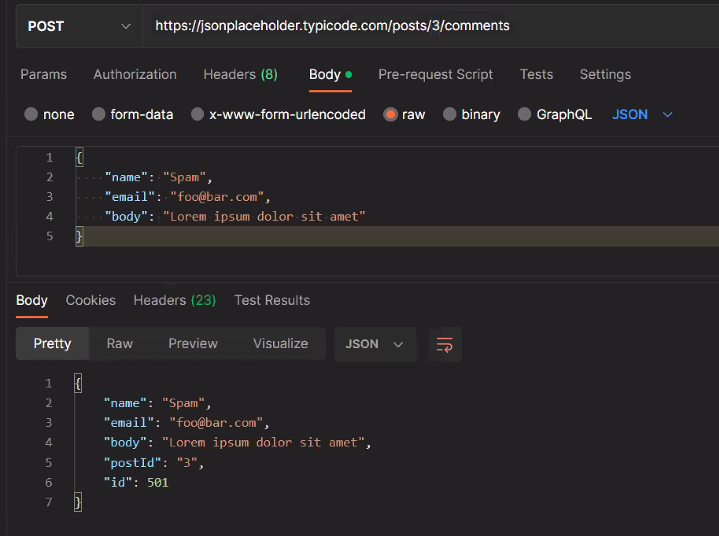 POST https://jsonplaceholder.typicode.com/posts/3/comments
Params Authorization Headers (8) Body Pre-request Script Tests Settings
none form-data x-www-form-urlencoded raw binary GraphQL JSON
1 {
2 "name": "Spam",
3 "email": "foo@bar.com",
4 "body": "Lorem ipsum dolor sit amet"
5 }
Body Cookies Headers (23) Test Results
Pretty Raw Preview Visualize JSON
1 {
2 "name": "Spam",
3 "email": "foo@bar.com",
4 "body": "Lorem ipsum dolor sit amet",
5 "postId": "3",
6 "id": 501
7 }